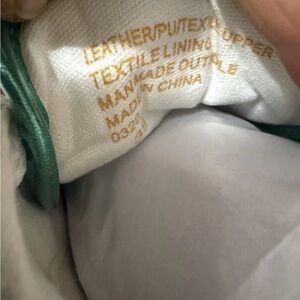 LEATHER/PU/TEXTILE UPPER
TEXTILE LINING
MAN MADE OUTSOLE
MADE IN CHINA